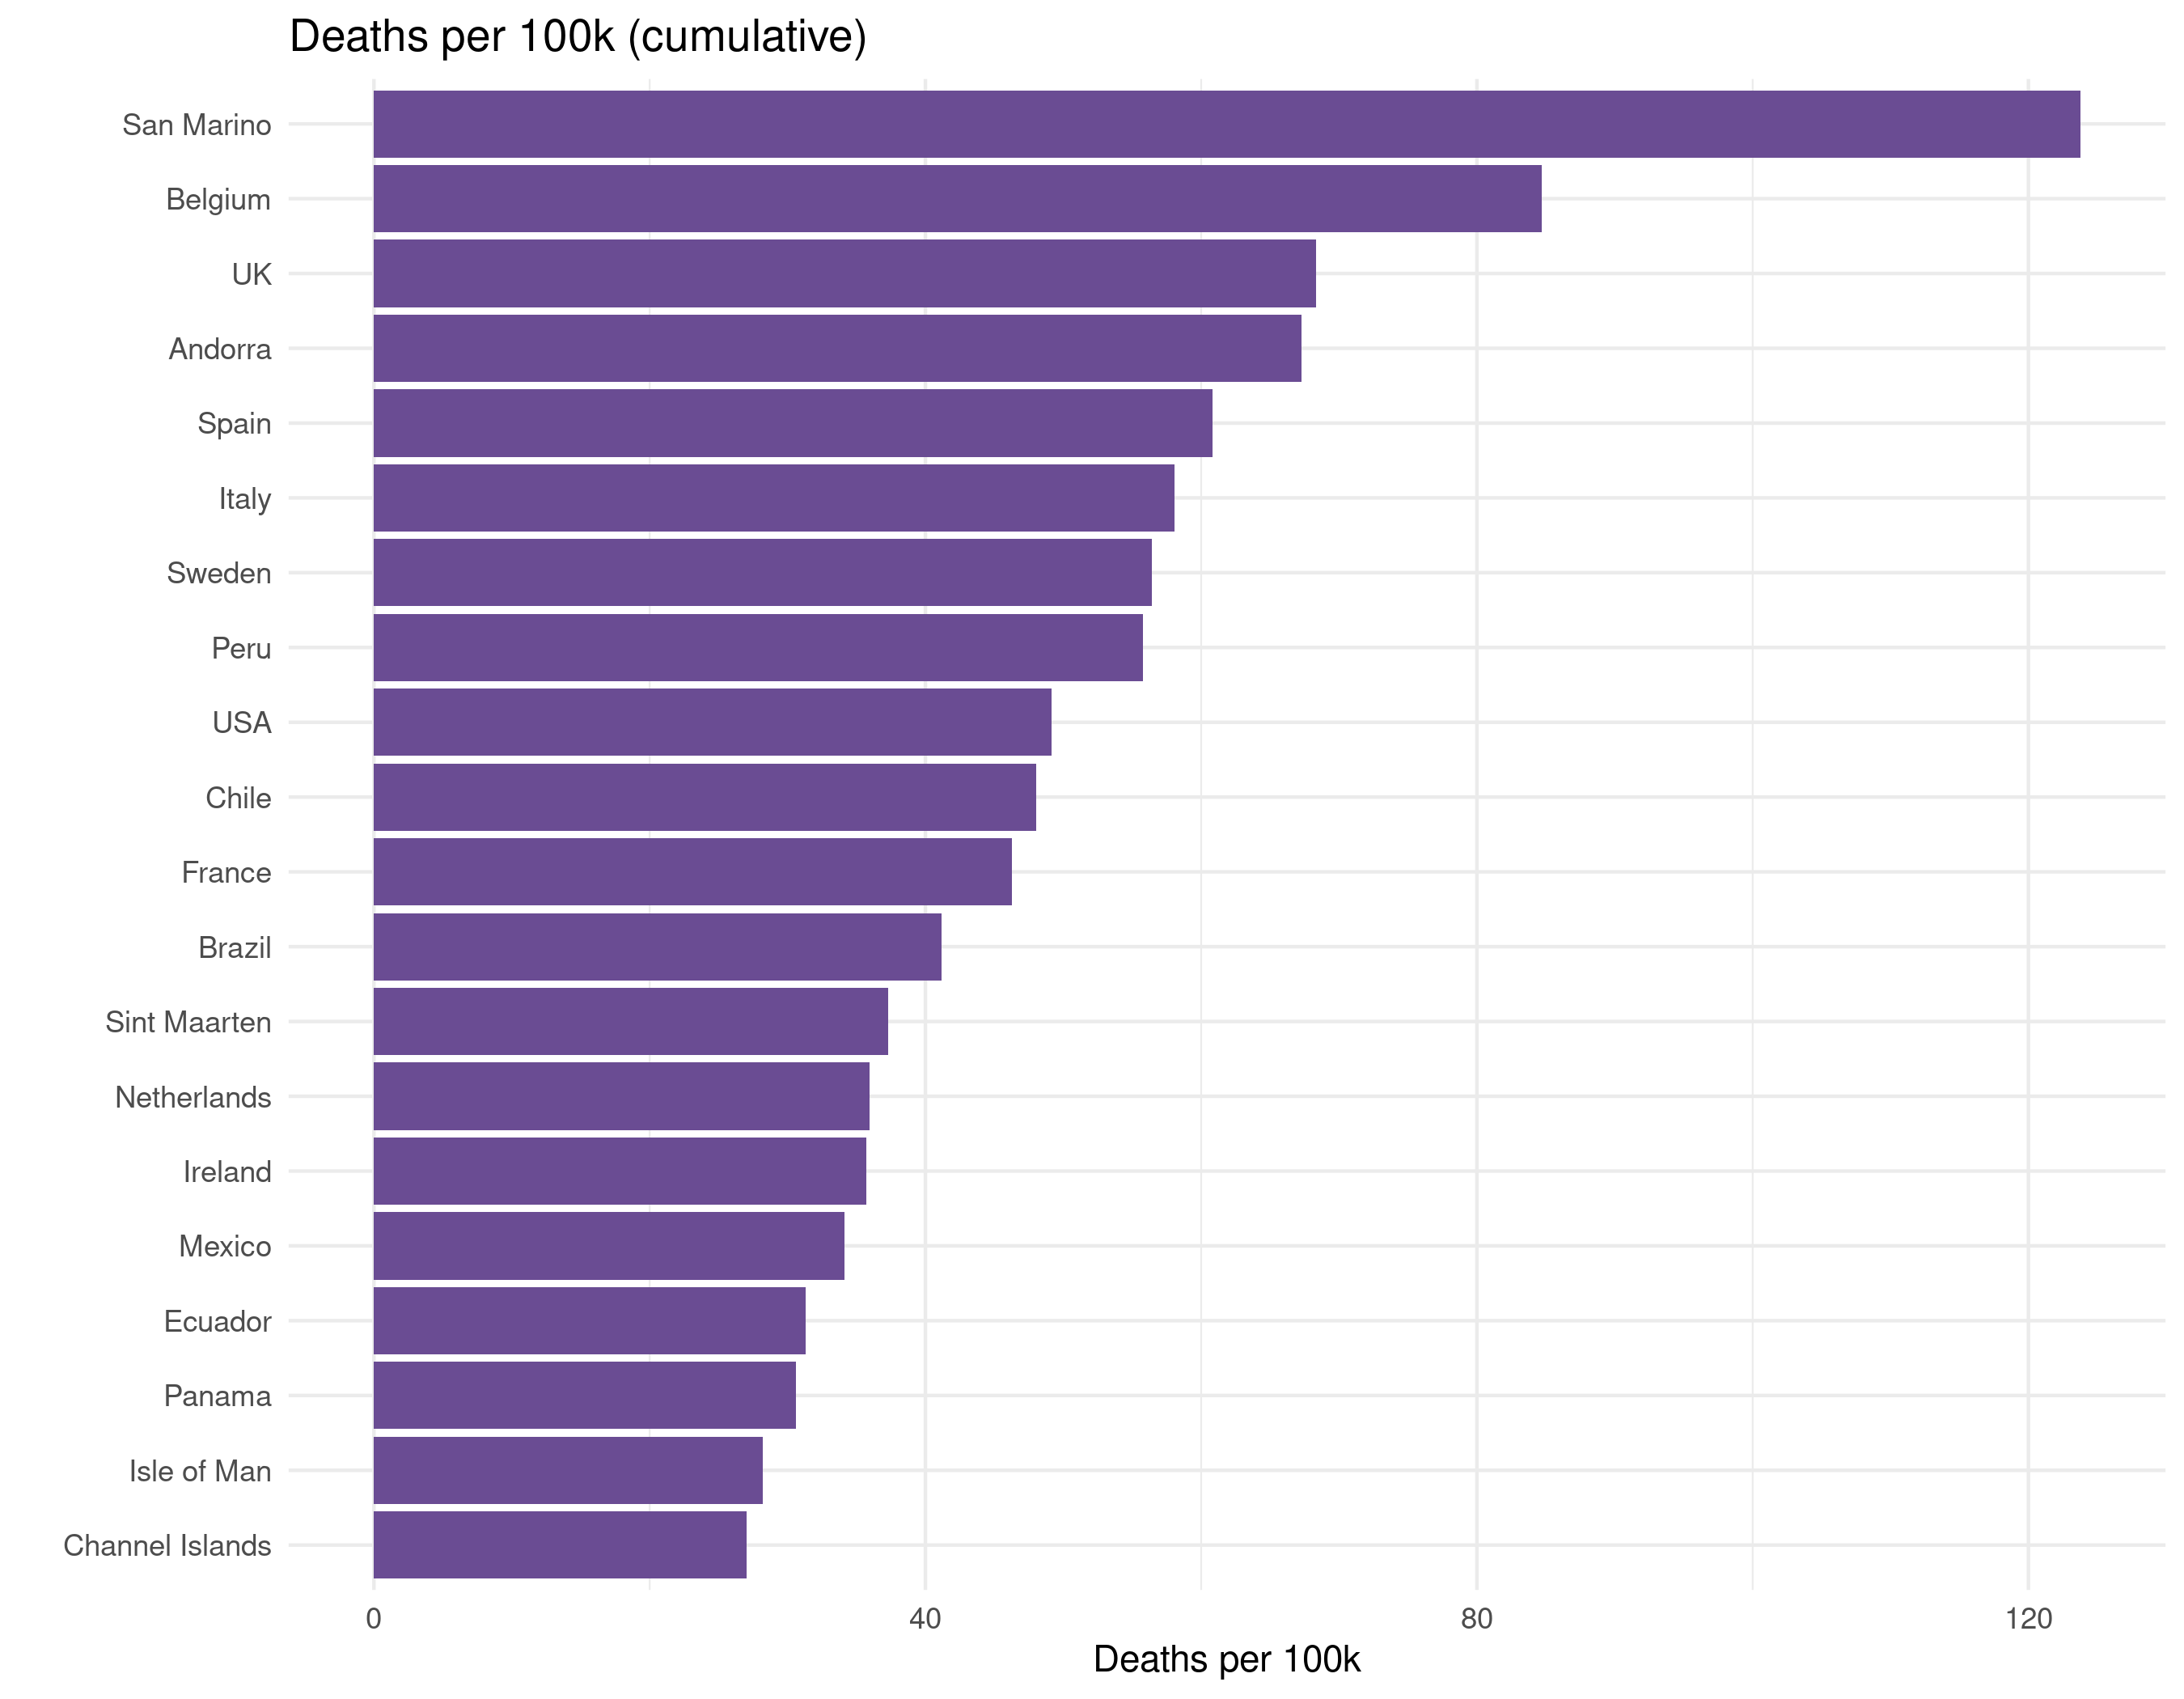 Deaths per 100k (cumulative)
San Marino
Belgium
UK
Andorra
Spain
Italy
Sweden
Peru
USA
Chile
France
Brazil
Sint Maarten
Netherlands
Ireland
Mexico
Ecuador
Panama
Isle of Man
Channel Islands
0 40 80 120
Deaths per 100k